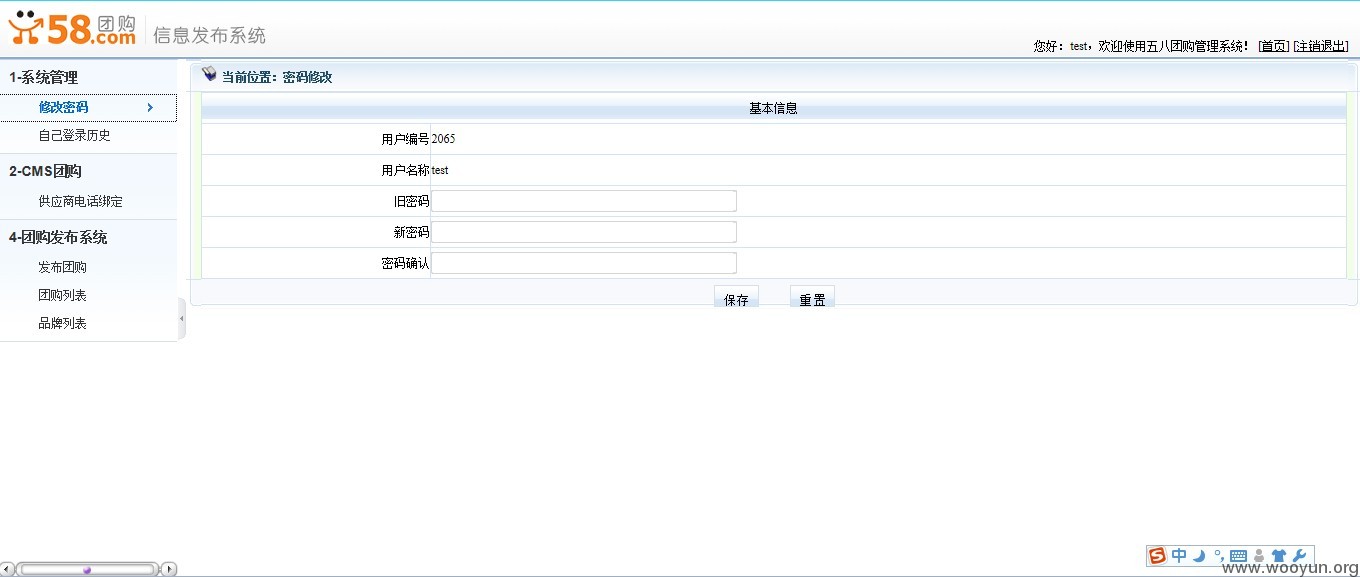 58团购.com 信息发布系统
您好：test，欢迎使用五八团购管理系统！ [首页] [注销退出]
1-系统管理
修改密码
自己登录历史
2-CMS团购
供应商电话绑定
4-团购发布系统
发布团购
团购列表
品牌列表
当前位置：密码修改
基本信息
用户编号 2065
用户名称 test
旧密码
新密码
密码确认
保存 重置
S 中
www.wooyun.org